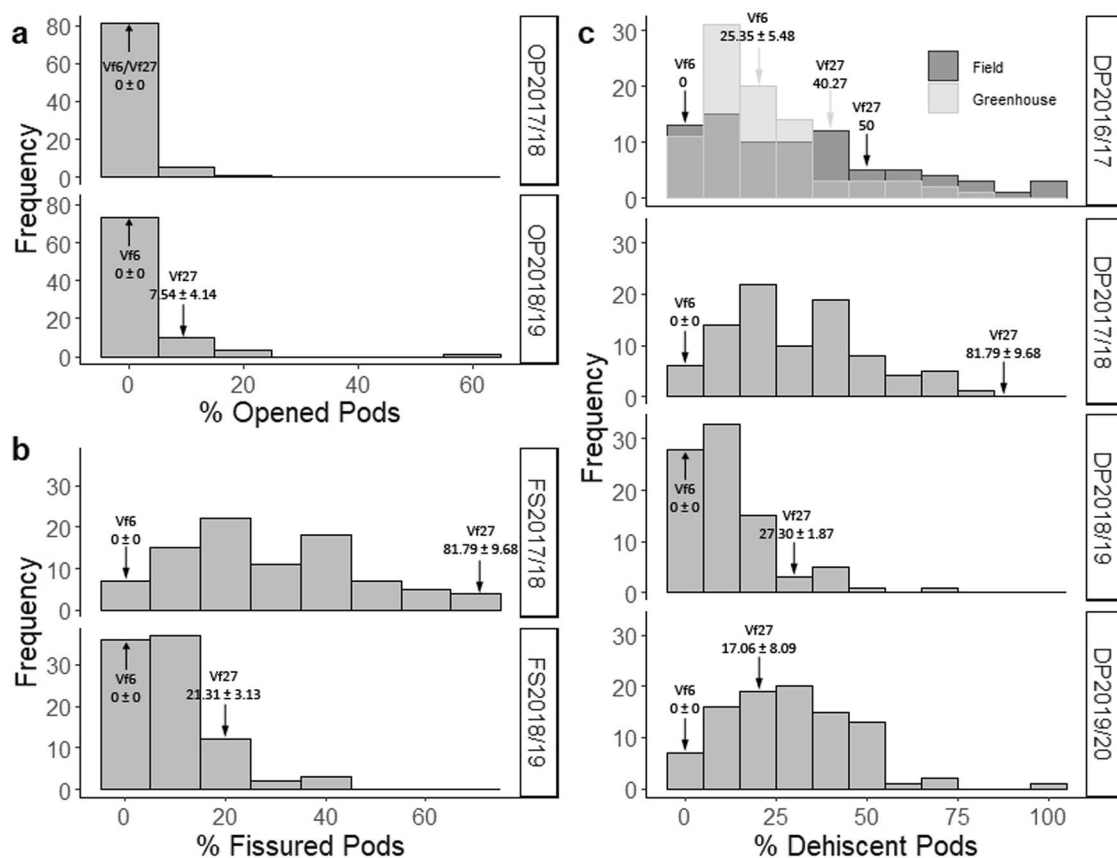 a
Frequency
80
60
40
20
0
Vf6/Vf27
0 ± 0
OP2017/18
80
60
40
20
0
Vf6
0 ± 0
Vf27
7.54 ± 4.14
OP2018/19
0 20 40 60
% Opened Pods
b
Frequency
30
20
10
0
Vf6
0 ± 0
Vf27
81.79 ± 9.68
FS2017/18
30
20
10
0
Vf6
0 ± 0
Vf27
21.31 ± 3.13
FS2018/19
0 20 40 60
% Fissured Pods
c
Frequency
30
20
10
0
Vf6
0
Vf6
25.35 ± 5.48
Vf27
40.27
Vf27
50
Field
Greenhouse
DP2016/17
30
20
10
0
Vf6
0 ± 0
Vf27
81.79 ± 9.68
DP2017/18
Frequency
30
20
10
0
Vf6
0 ± 0
Vf27
27.30 ± 1.87
DP2018/19
30
20
10
0
Vf6
0 ± 0
Vf27
17.06 ± 8.09
DP2019/20
0 25 50 75 100
% Dehiscent Pods